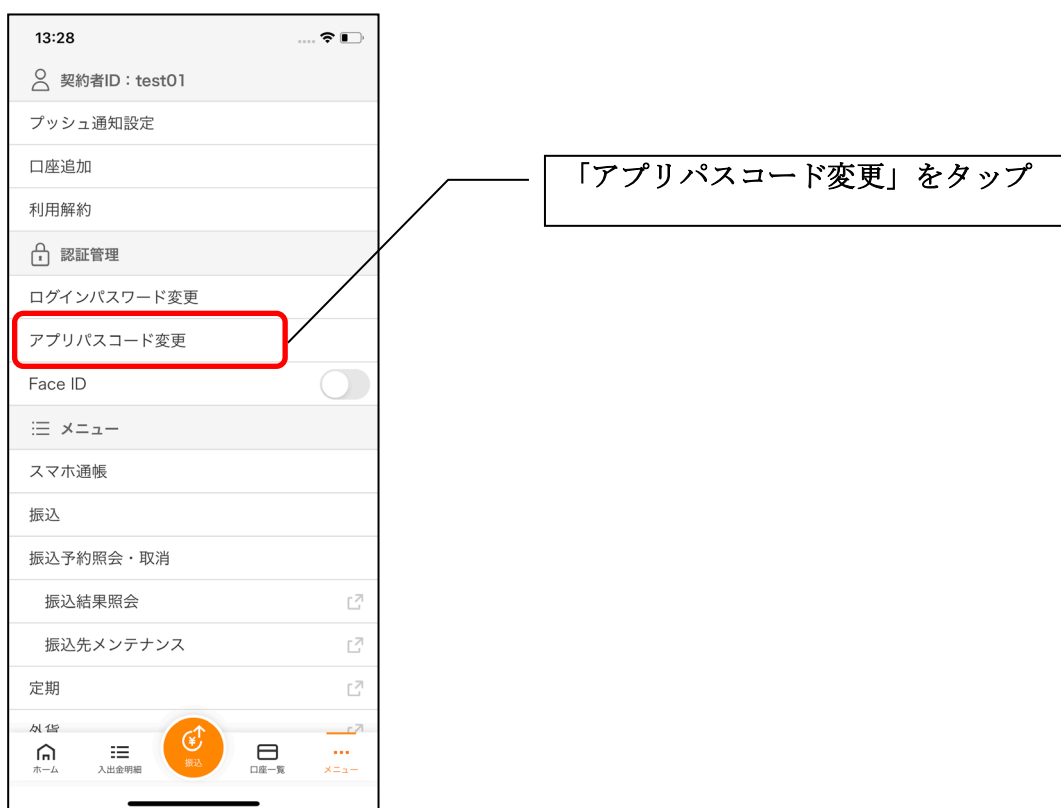 13:28
契約者ID：test01
プッシュ通知設定
口座追加
「アプリパスコード変更」をタップ
利用解約
認証管理
ログインパスワード変更
アプリパスコード変更
Face ID
メニュー
スマホ通帳
振込
振込予約照会・取消
振込結果照会
振込先メンテナンス
定期
外貨
振込
ホーム
入出金明細
口座一覧
メニュー